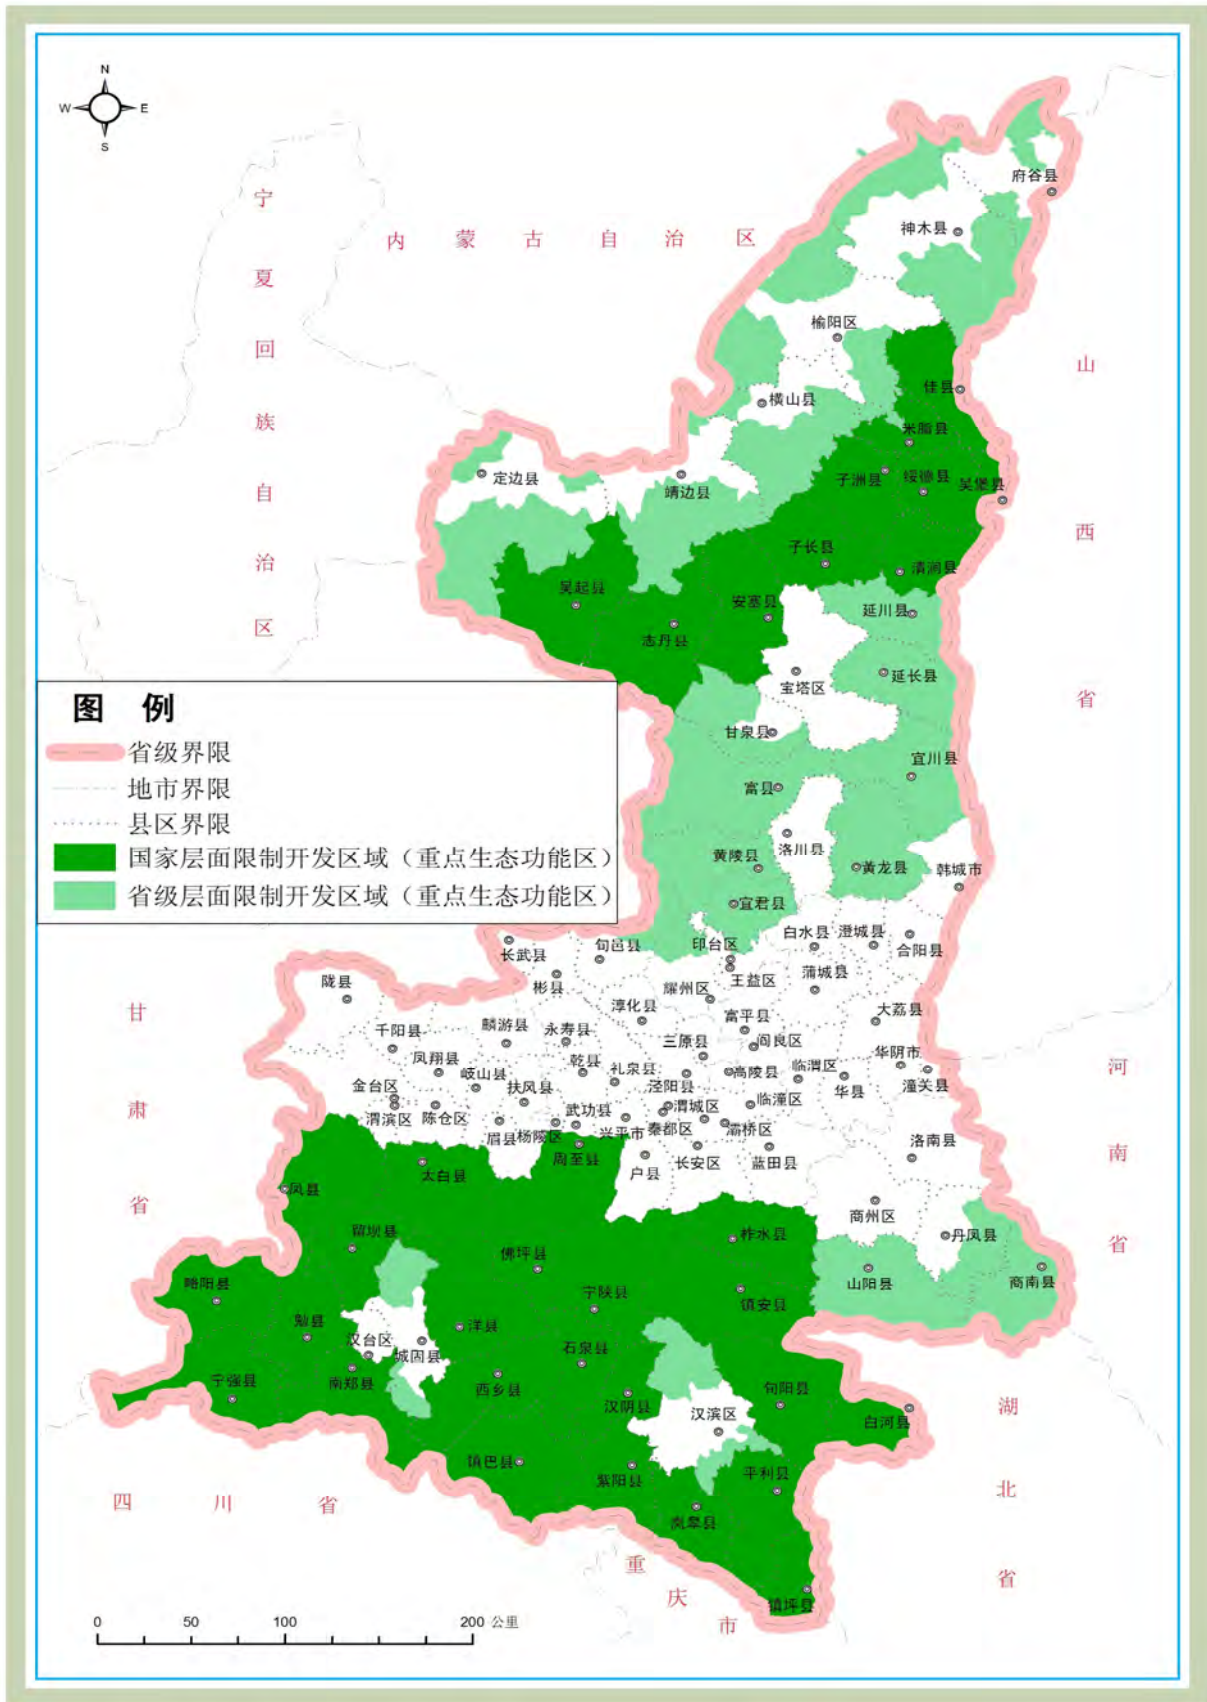 N
W E
S
宁夏回族自治区
内蒙古自治区
山西省
府谷县
神木县
榆阳区
佳县
横山县
米脂县
定边县
靖边县
子洲县
绥德县
吴堡县
子长县
清涧县
吴起县
安塞县
延川县
志丹县
宝塔区
延长县
甘泉县
宜川县
富县
洛川县
黄陵县
黄龙县
韩城市
宜君县
图 例
省级界限
地市界限
县区界限
国家层面限制开发区域（重点生态功能区）
省级层面限制开发区域（重点生态功能区）
长武县
旬邑县
印台区
白水县
澄城县
合阳县
陇县
彬县
王益区
蒲城县
耀州区
千阳县
麟游县
永寿县
淳化县
富平县
大荔县
凤翔县
岐山县
乾县
礼泉县
三原县
阎良区
华阴市
金台区
扶风县
泾阳县
高陵县
临渭区
华县
潼关县
渭滨区
陈仓区
武功县
渭城区
临潼区
眉县
杨陵区
兴平市
秦都区
灞桥区
周至县
户县
长安区
蓝田县
洛南县
太白县
凤县
商州区
丹凤县
留坝县
佛坪县
柞水县
山阳县
商南县
略阳县
宁陕县
镇安县
勉县
汉台区
城固县
洋县
石泉县
宁强县
南郑县
西乡县
汉阴县
旬阳县
汉滨区
白河县
镇巴县
紫阳县
平利县
岚皋县
镇坪县
甘肃省
河南省
湖北省
四川省
重庆市
0 50 100 200 公里